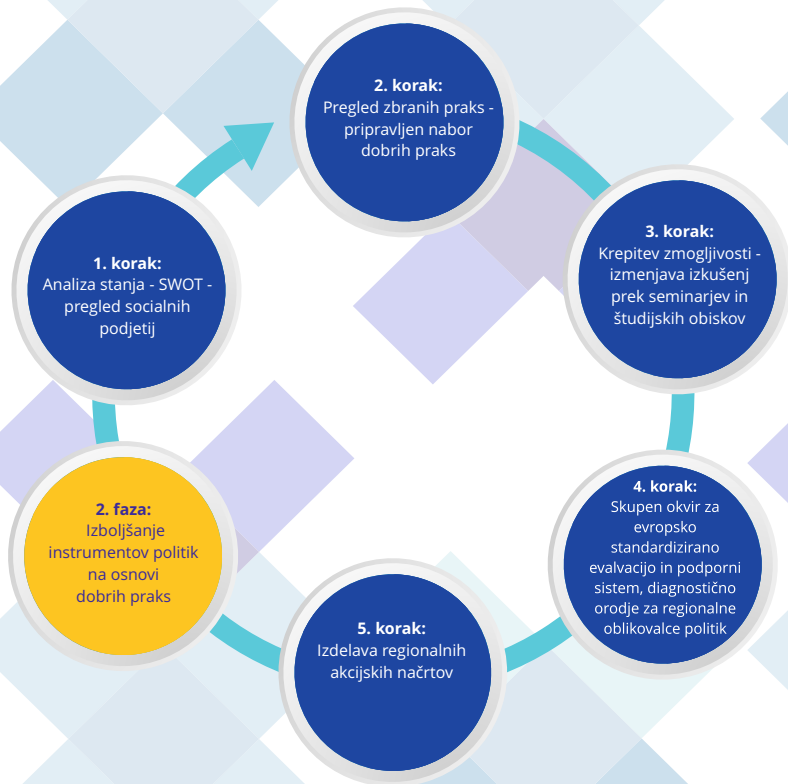 1. korak:
Analiza stanja - SWOT -
pregled socialnih
podjetij
2. korak:
Pregled zbranih praks -
pripravljen nabor
dobrih praks
3. korak:
Krepitev zmogljivosti -
izmenjava izkušenj
prek seminarjev in
študijskih obiskov
4. korak:
Skupen okvir za
evropsko
standardizirano
evalvacijo in podporni
sistem, diagnostično
orodje za regionalne
oblikovalce politik
5. korak:
Izdelava regionalnih
akcijskih načrtov
2. faza:
Izboljšanje
instrumentov politik
na osnovi
dobrih praks